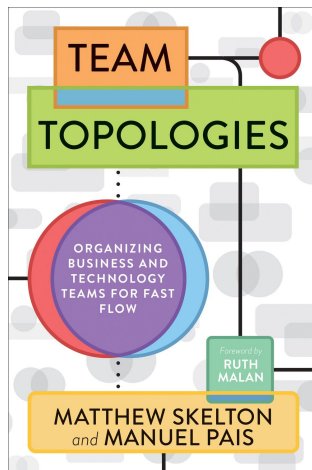 TEAM
TOPOLOGIES
ORGANIZING
BUSINESS AND
TECHNOLOGY
TEAMS FOR FAST
FLOW
Foreword by
RUTH
MALAN
MATTHEW SKELTON
and MANUEL PAIS